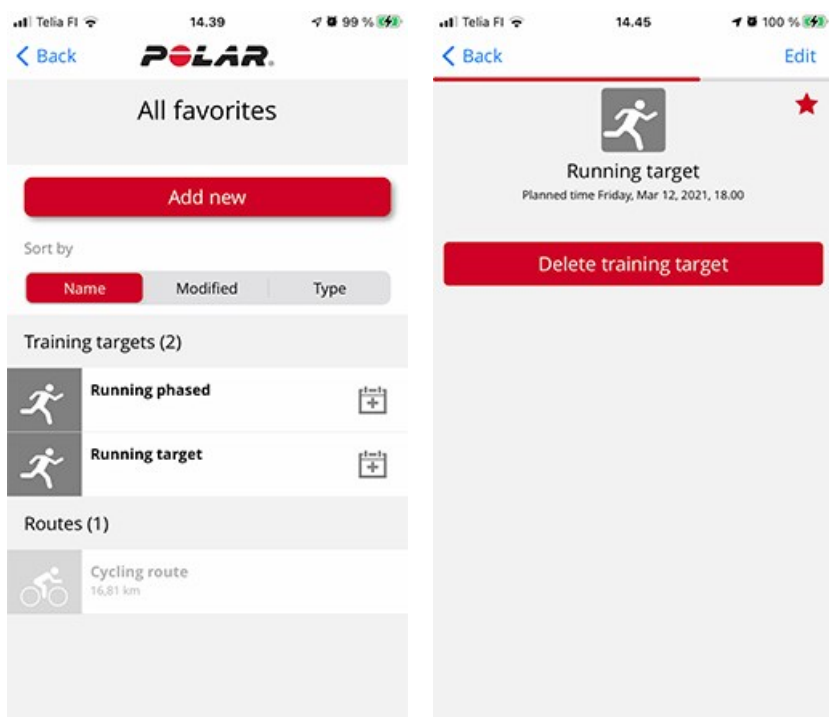 Telia FI 14.39 99 %
Back POLAR.
All favorites
Add new
Sort by
Name Modified Type
Training targets (2)
Running phased
Running target
Routes (1)
Cycling route
16,81 km
Telia FI 14.45 100 %
Back Edit
Running target
Planned time Friday, Mar 12, 2021, 18.00
Delete training target